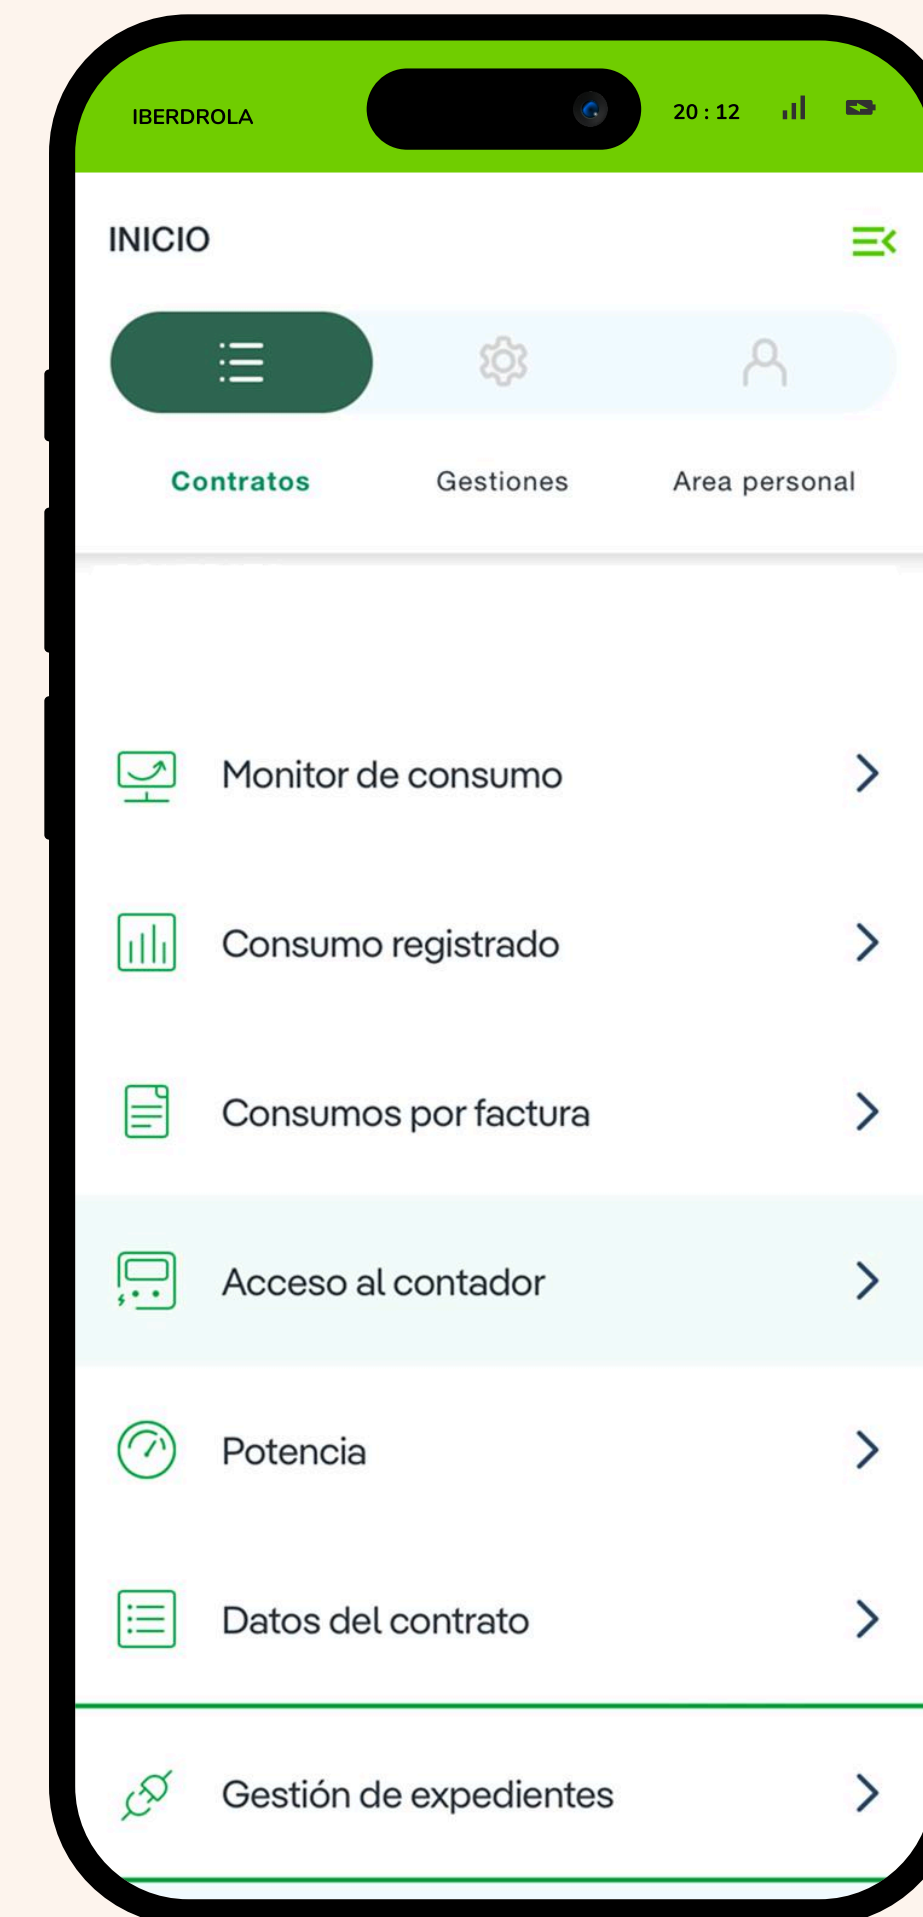 IBERDROLA
20 : 12
INICIO
Contratos
Gestiones
Area personal
Monitor de consumo
Consumo registrado
Consumos por factura
Acceso al contador
Potencia
Datos del contrato
Gestión de expedientes